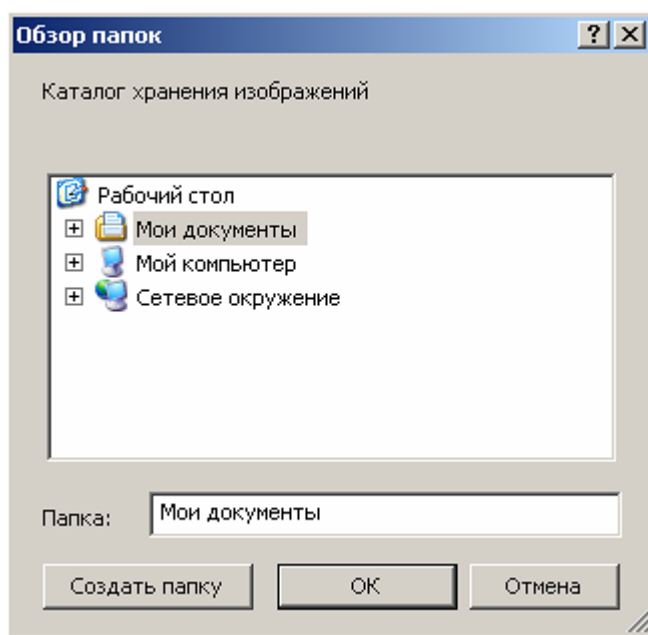 Обзор папок
Каталог хранения изображений
Рабочий стол
Мои документы
Мой компьютер
Сетевое окружение
Папка: Мои документы
Создать папку ОК Отмена